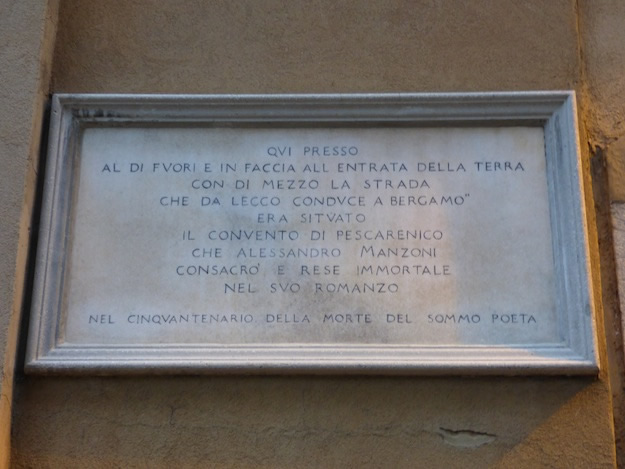 QVI PRESSO
AL DI FVORI E IN FACCIA ALL ENTRATA DELLA TERRA
CON DI MEZZO LA STRADA
CHE DA LECCO CONDVCE A BERGAMO"
ERA SITVATO
IL CONVENTO DI PESCARENICO
CHE ALESSANDRO MANZONI
CONSACRO' E RESE IMMORTALE
NEL SVO ROMANZO
NEL CINQVANTENARIO DELLA MORTE DEL SOMMO POETA